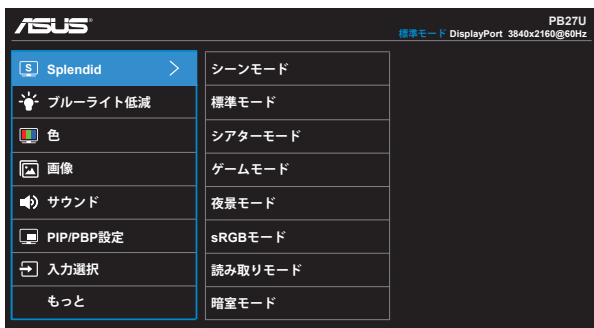 ASUS
PB27U
標準モード DisplayPort 3840x2160@60Hz
S Splendid
シーンモード
ブルーライト低減
標準モード
色
シアターモード
画像
ゲームモード
サウンド
夜景モード
PIP/PBP設定
sRGBモード
入力選択
読み取りモード
もっと
暗室モード